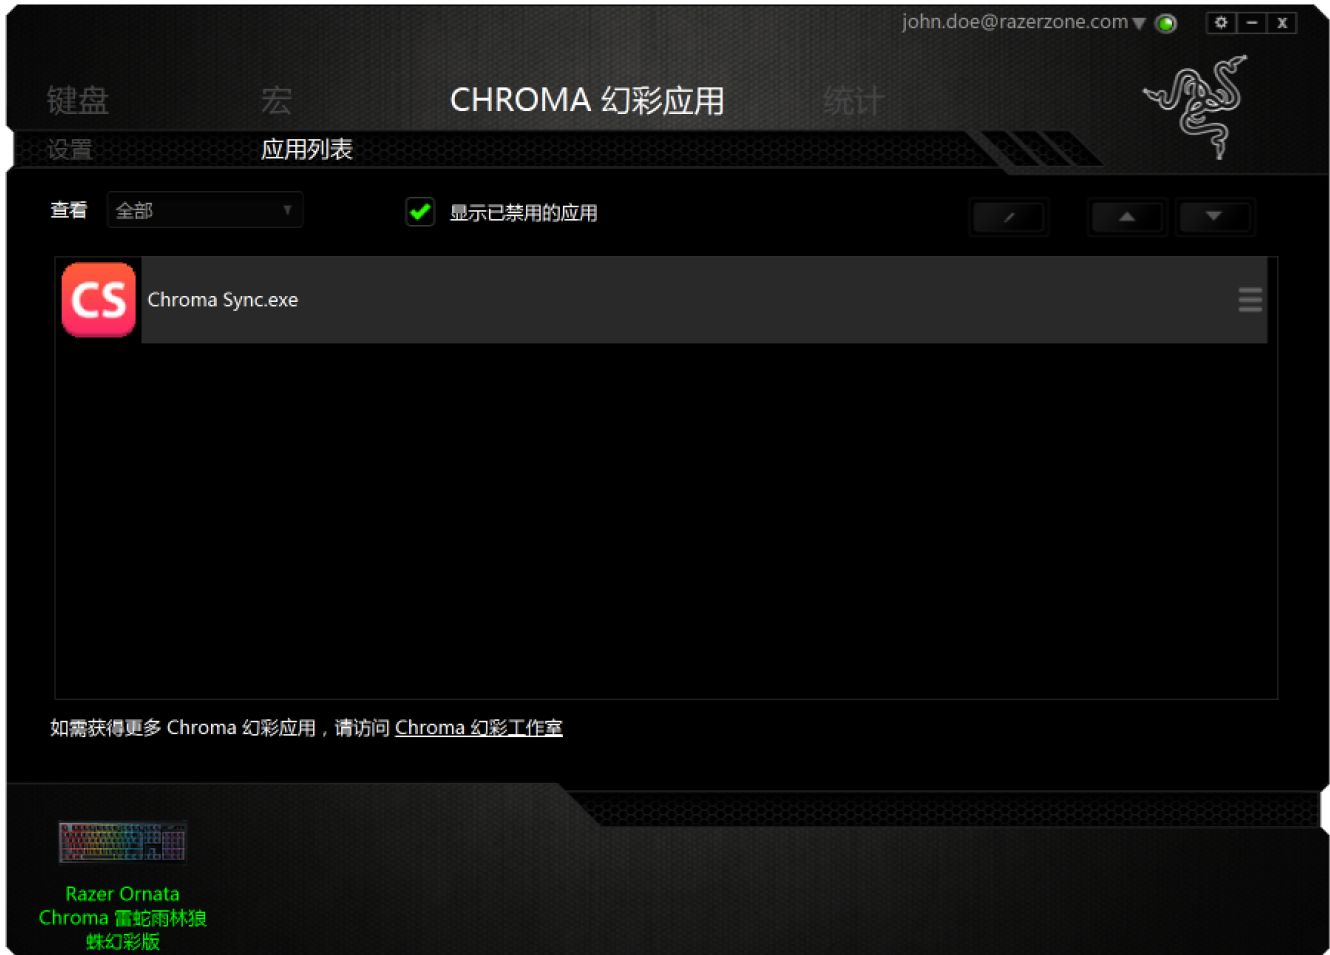 john.doe@razerzone.com
键盘 宏 CHROMA 幻彩应用 统计
设置 应用列表
查看 全部 显示已禁用的应用
CS Chroma Sync.exe
如需获得更多 Chroma 幻彩应用，请访问 Chroma 幻彩工作室
Razer Ornata
Chroma 雷蛇雨林狼
蛛幻彩版